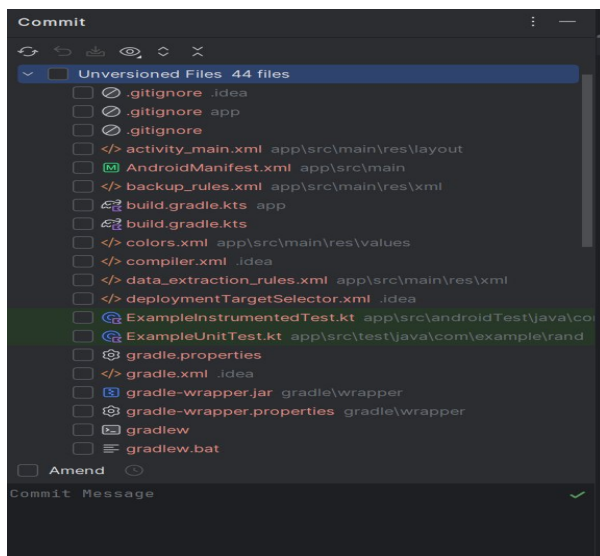 Commit
Unversioned Files 44 files
.gitignore .idea
.gitignore app
.gitignore
activity_main.xml app\src\main\res\layout
AndroidManifest.xml app\src\main
backup_rules.xml app\src\main\res\xml
build.gradle.kts app
build.gradle.kts
colors.xml app\src\main\res\values
compiler.xml .idea
data_extraction_rules.xml app\src\main\res\xml
deploymentTargetSelector.xml .idea
ExampleInstrumentedTest.kt app\src\androidTest\java\co
ExampleUnitTest.kt app\src\test\java\com\example\rand
gradle.properties
gradle.xml .idea
gradle-wrapper.jar gradle\wrapper
gradle-wrapper.properties gradle\wrapper
gradlew
gradlew.bat
Amend
Commit Message